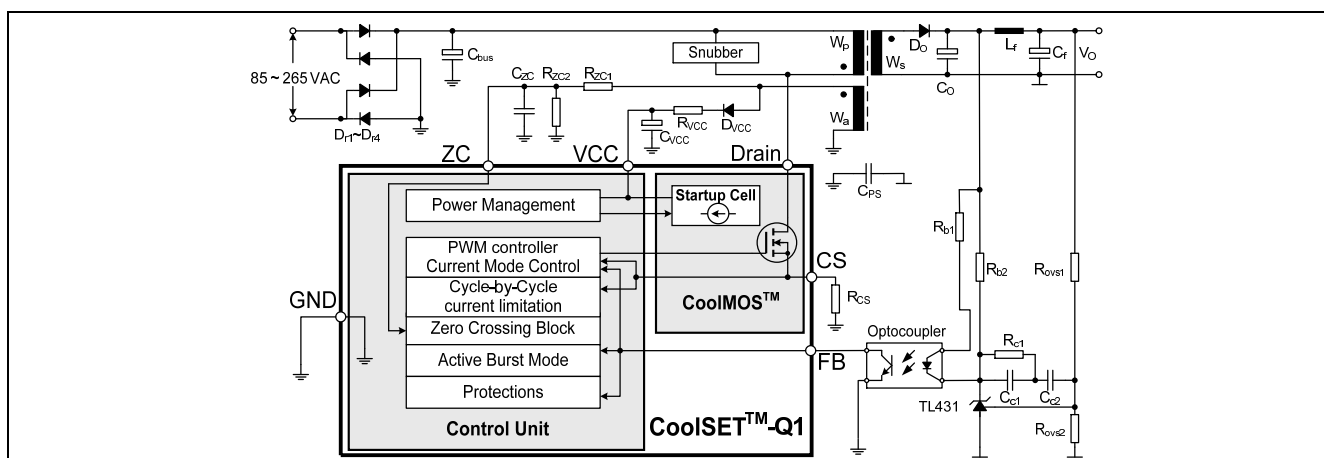 Snubber
Wp
Ws
DO
Lf
Cf
VO
Cbus
CO
85 ~ 265 VAC
CZC
RZC2
RZC1
RVCC
DVCC
CVCC
Wa
Dr1~Dr4
ZC
VCC
Drain
CPS
Power Management
Startup Cell
Rb1
Rb2
Rovs1
PWM controller
Current Mode Control
CS
Cycle-by-Cycle
current limitation
CoolMOS™
RCS
GND
Zero Crossing Block
Optocoupler
Rc1
Active Burst Mode
FB
Cc1
Cc2
Protections
TL431
Rovs2
Control Unit
CoolSET™-Q1